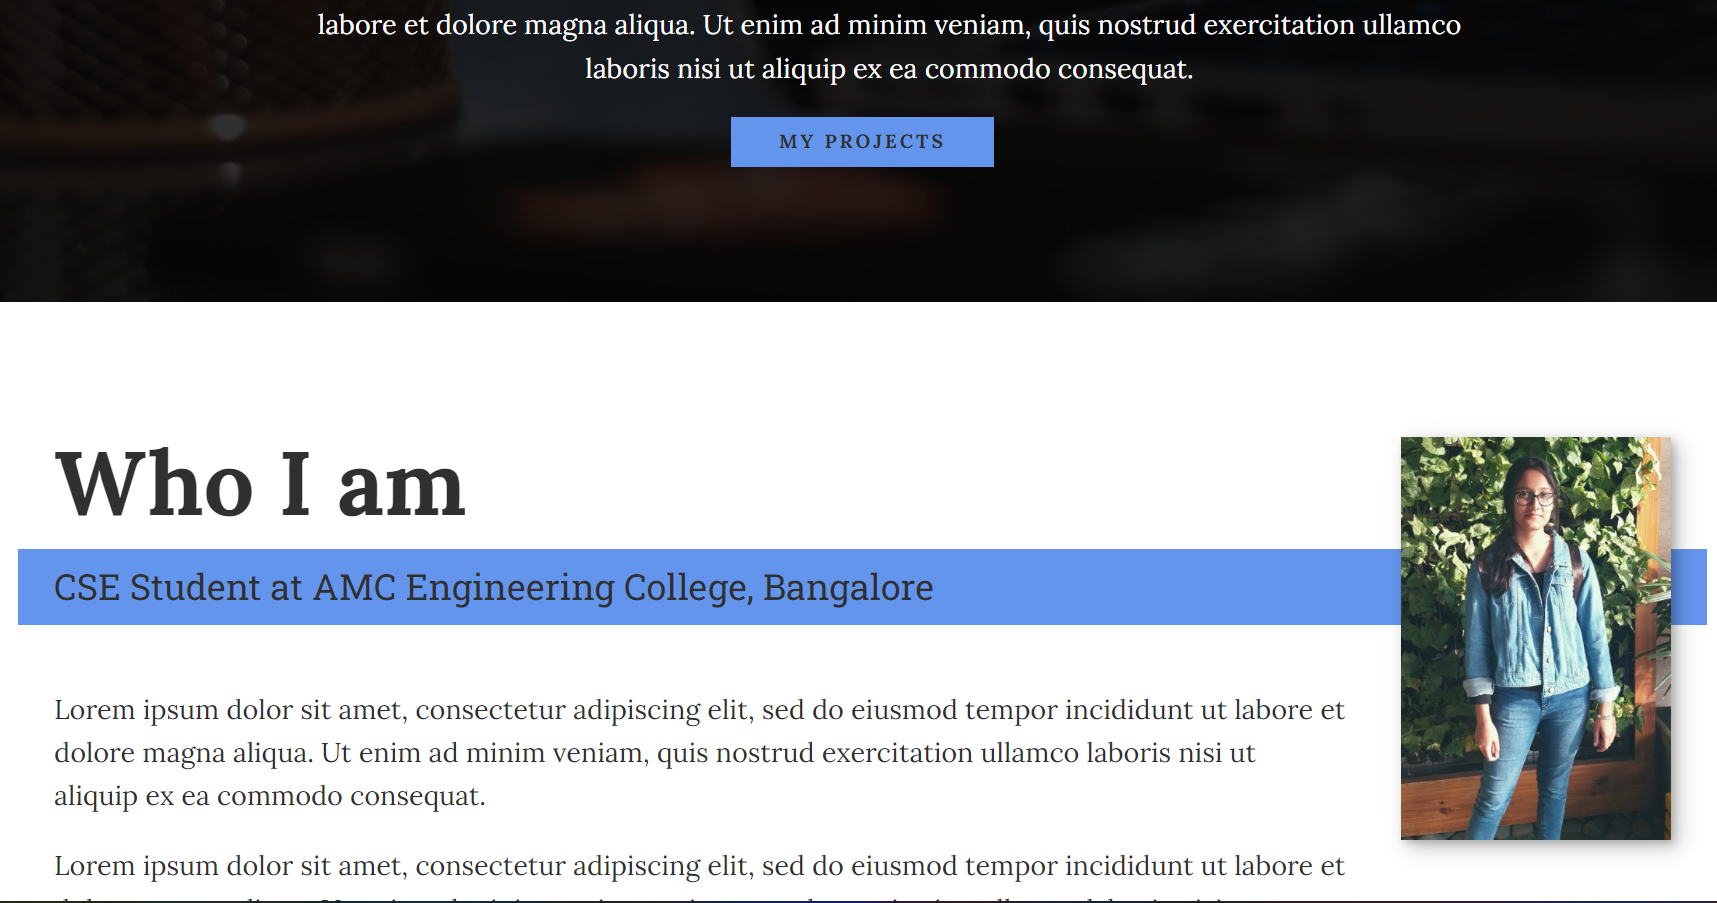 labore et dolore magna aliqua. Ut enim ad minim veniam, quis nostrud exercitation ullamco
laboris nisi ut aliquip ex ea commodo consequat.
MY PROJECTS
Who I am
CSE Student at AMC Engineering College, Bangalore
Lorem ipsum dolor sit amet, consectetur adipiscing elit, sed do eiusmod tempor incididunt ut labore et
dolore magna aliqua. Ut enim ad minim veniam, quis nostrud exercitation ullamco laboris nisi ut
aliquip ex ea commodo consequat.
Lorem ipsum dolor sit amet, consectetur adipiscing elit, sed do eiusmod tempor incididunt ut labore et